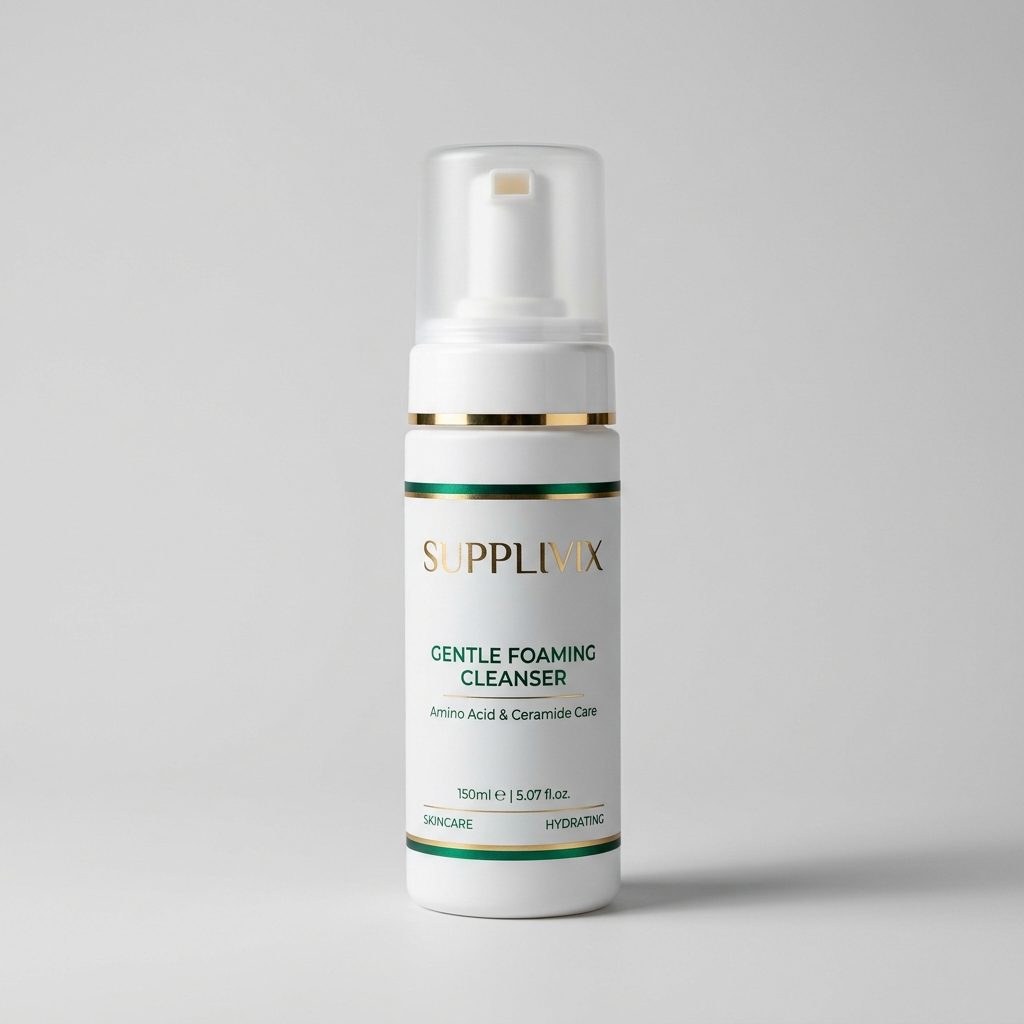 SUPPLIVIX
GENTLE FOAMING
CLEANSER
Amino Acid & Ceramide Care
150ml ℮ | 5.07 fl.oz.
SKINCARE HYDRATING